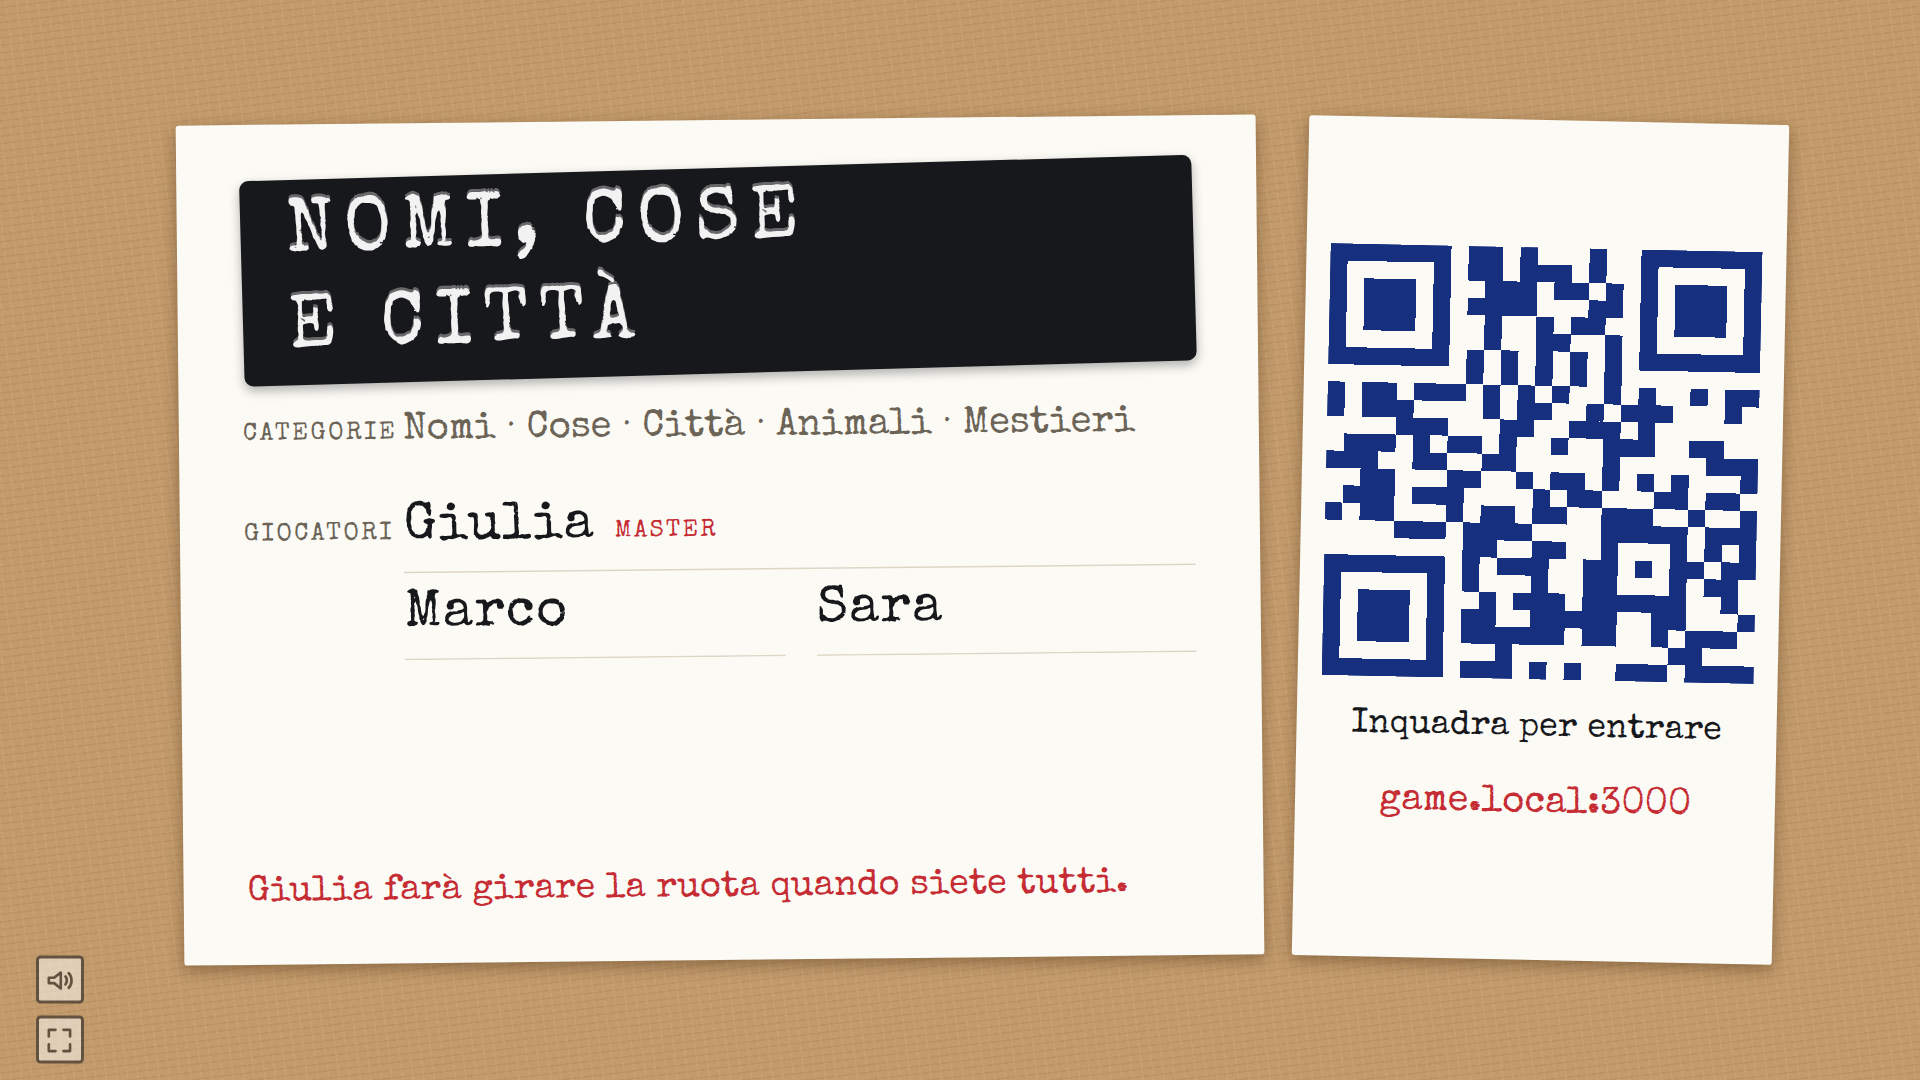 NOMI, COSE
E CITTÀ
CATEGORIE Nomi · Cose · Città · Animali · Mestieri
GIOCATORI Giulia MASTER
Marco Sara
Giulia farà girare la ruota quando siete tutti.
Inquadra per entrare
game.local:3000